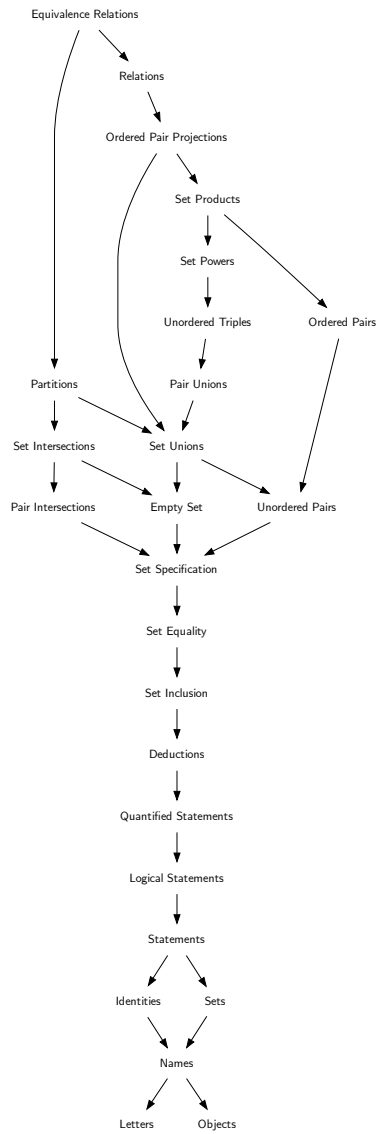 Equivalence Relations
Relations
Ordered Pair Projections
Set Products
Set Powers
Unordered Triples
Ordered Pairs
Partitions
Pair Unions
Set Intersections
Set Unions
Pair Intersections
Empty Set
Unordered Pairs
Set Specification
Set Equality
Set Inclusion
Deductions
Quantified Statements
Logical Statements
Statements
Identities
Sets
Names
Letters
Objects